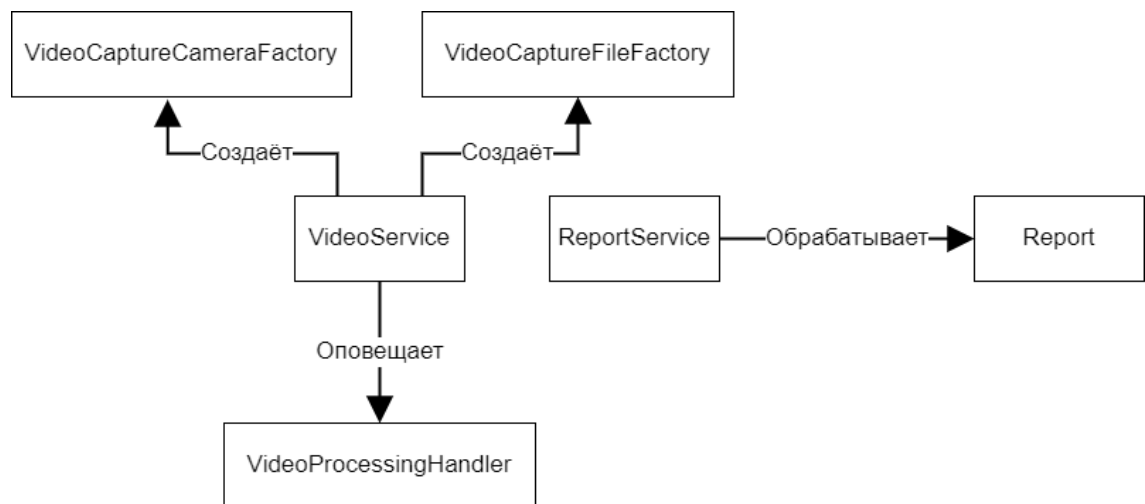 VideoCaptureCameraFactory
VideoCaptureFileFactory
Создаёт
Создаёт
VideoService
ReportService
Обрабатывает
Report
Оповещает
VideoProcessingHandler